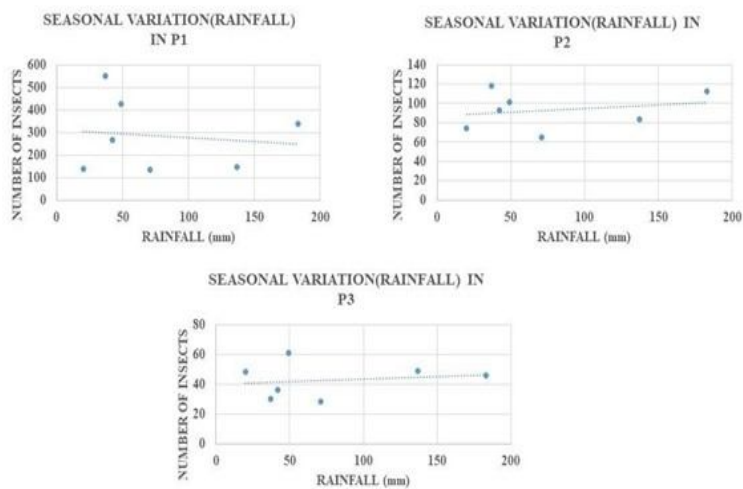 SEASONAL VARIATION(RAINFALL)
IN P1
NUMBER OF INSECTS
600
500
400
300
200
100
0
0 50 100 150 200
RAINFALL (mm)
SEASONAL VARIATION(RAINFALL) IN
P2
NUMBER OF INSECTS
140
120
100
80
60
40
20
0
0 50 100 150 200
RAINFALL (mm)
SEASONAL VARIATION(RAINFALL) IN
P3
NUMBER OF INSECTS
80
60
40
20
0
0 50 100 150 200
RAINFALL (mm)